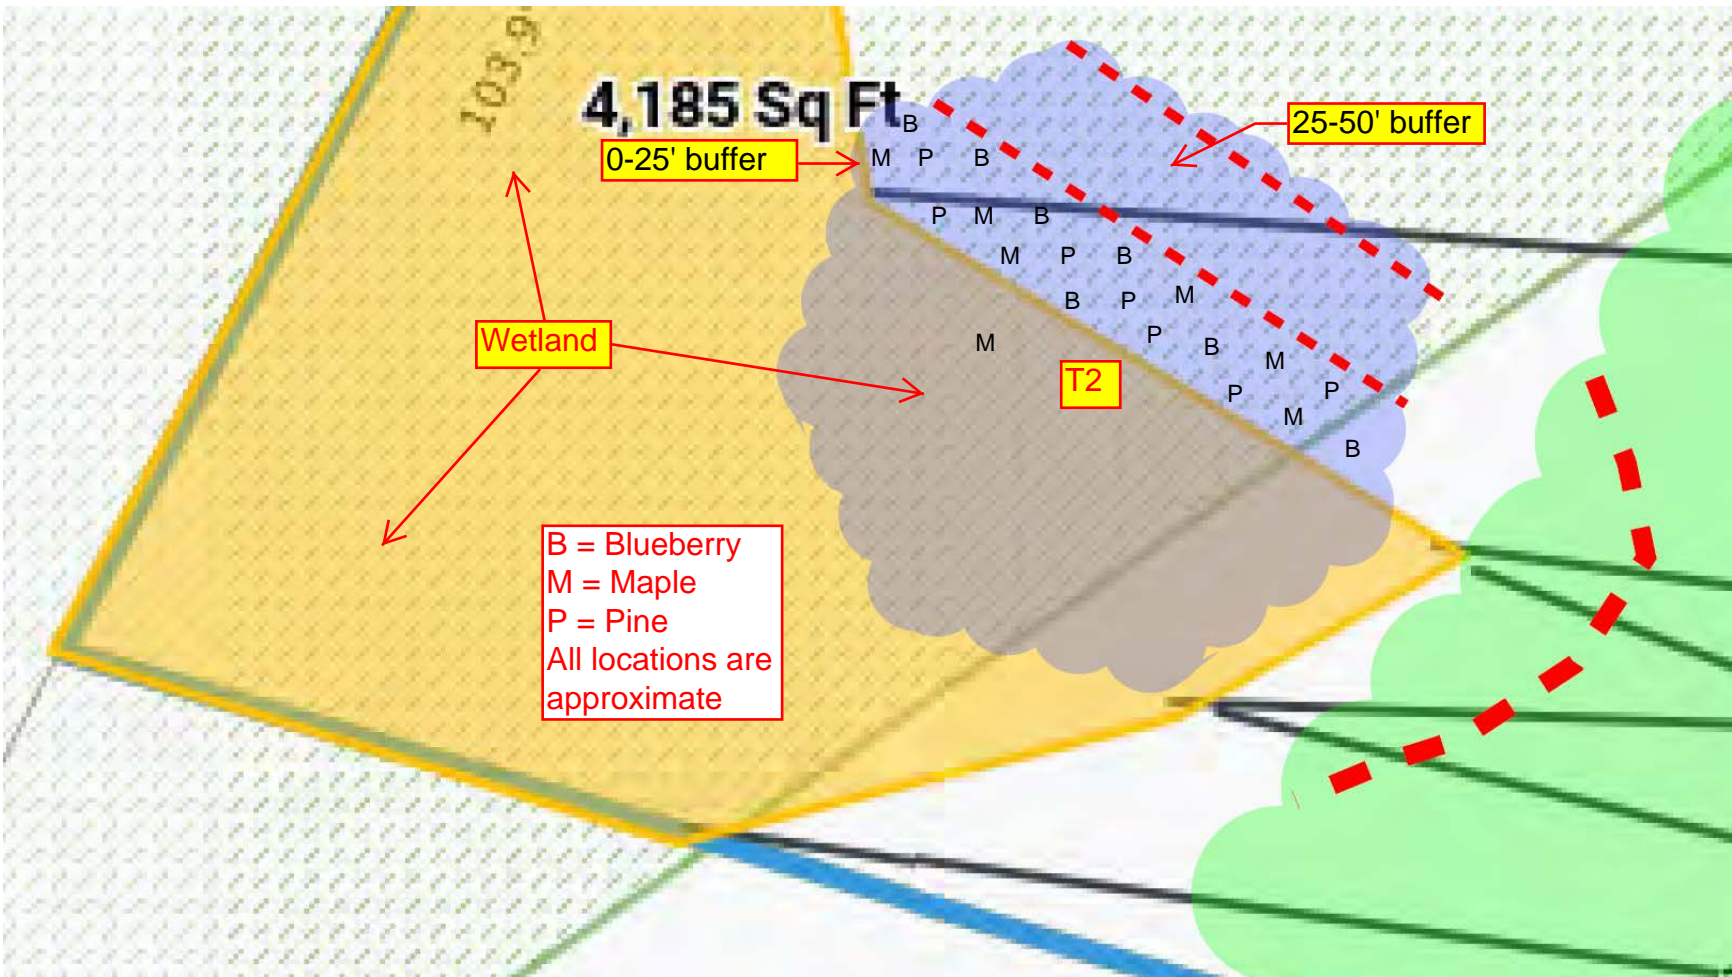 103.9
4,185 Sq Ft
25-50' buffer
B
0-25' buffer
M P B
P M B
M P B
B P M
Wetland
M
P B M
T2
P P
M
B
B = Blueberry
M = Maple
P = Pine
All locations are
approximate